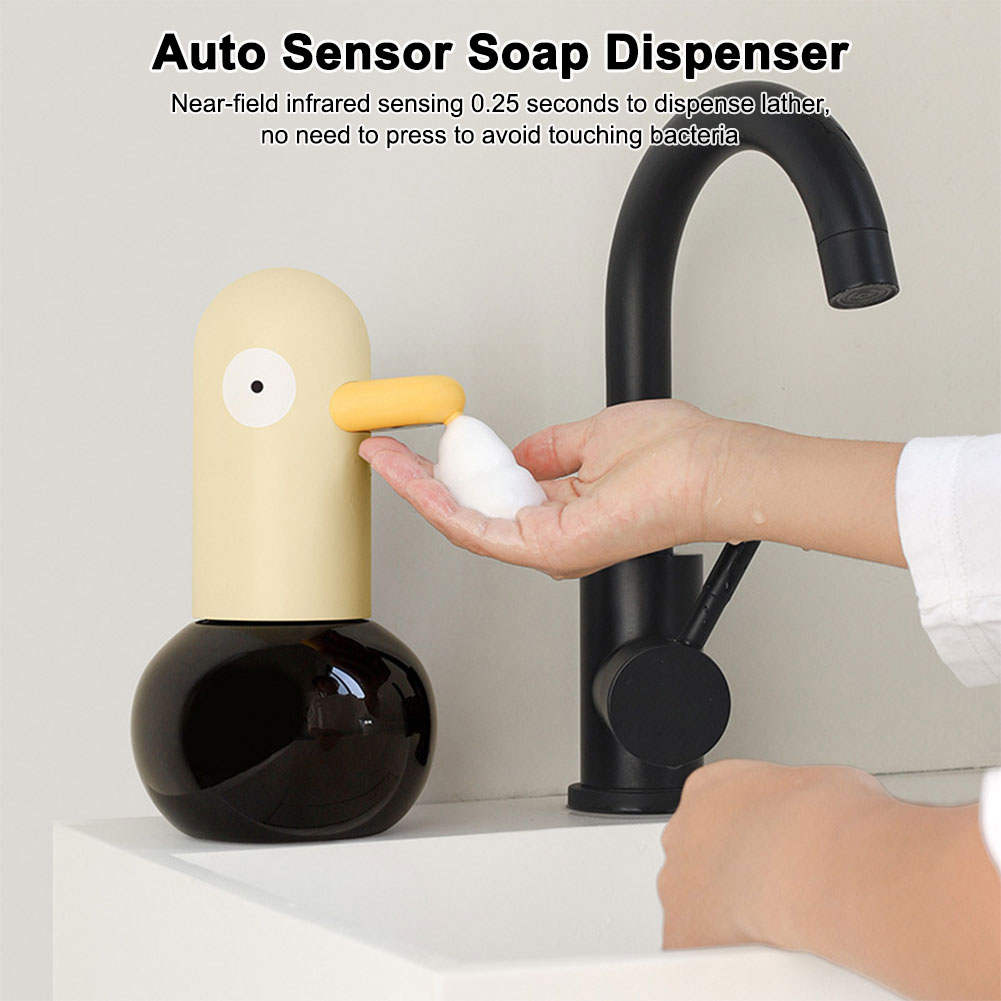 Auto Sensor Soap Dispenser
Near-field infrared sensing 0.25 seconds to dispense lather,
no need to press to avoid touching bacteria